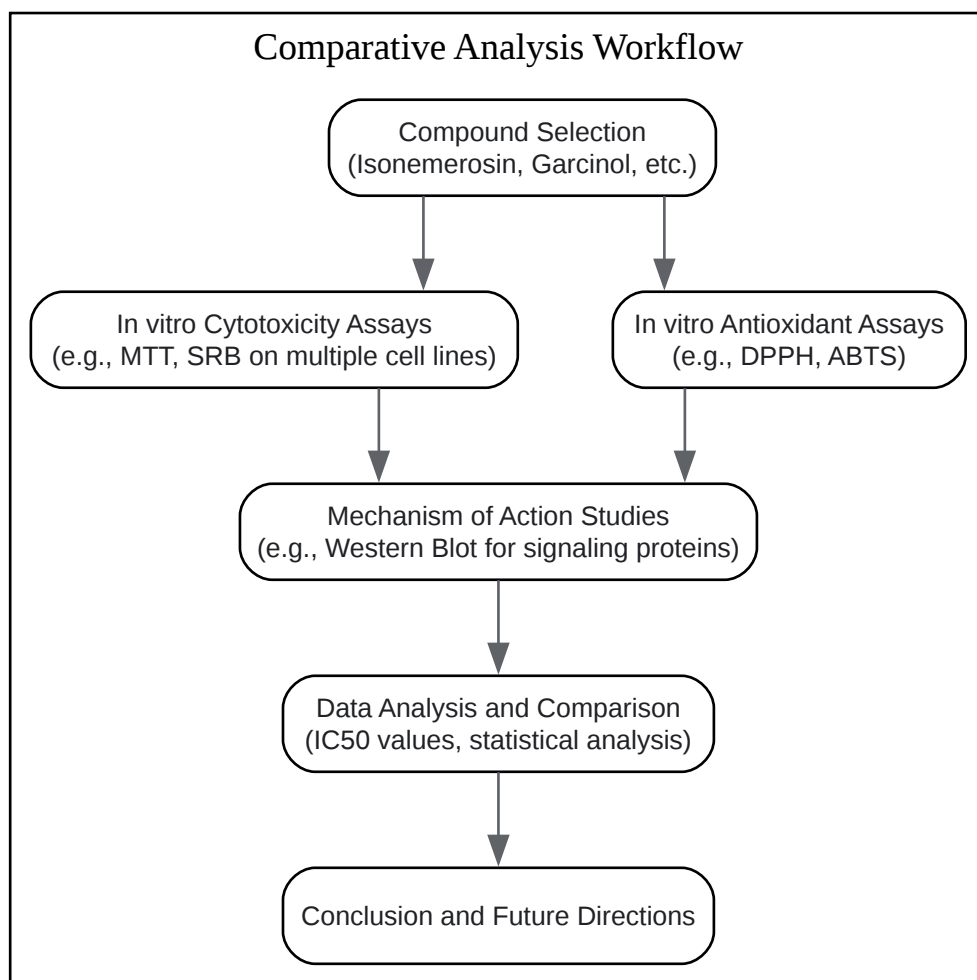 Comparative Analysis Workflow
Compound Selection
(Isonemerosin, Garcinol, etc.)
In vitro Cytotoxicity Assays
(e.g., MTT, SRB on multiple cell lines)
In vitro Antioxidant Assays
(e.g., DPPH, ABTS)
Mechanism of Action Studies
(e.g., Western Blot for signaling proteins)
Data Analysis and Comparison
(IC50 values, statistical analysis)
Conclusion and Future Directions